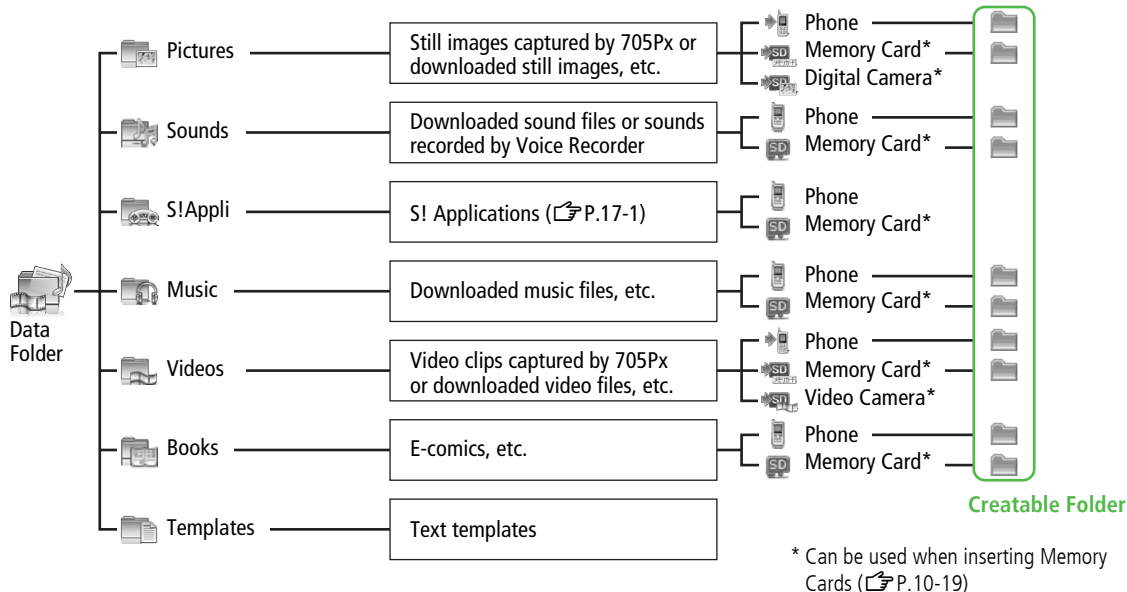 Data
Folder
Pictures
Still images captured by 705Px or
downloaded still images, etc.
Phone
Memory Card*
Digital Camera*
Sounds
Downloaded sound files or sounds
recorded by Voice Recorder
Phone
Memory Card*
S!Appli
S! Applications (☞P.17-1)
Phone
Memory Card*
Music
Downloaded music files, etc.
Phone
Memory Card*
Videos
Video clips captured by 705Px
or downloaded video files, etc.
Phone
Memory Card*
Video Camera*
Books
E-comics, etc.
Phone
Memory Card*
Templates
Text templates
Creatable Folder
* Can be used when inserting Memory
Cards (☞P.10-19)